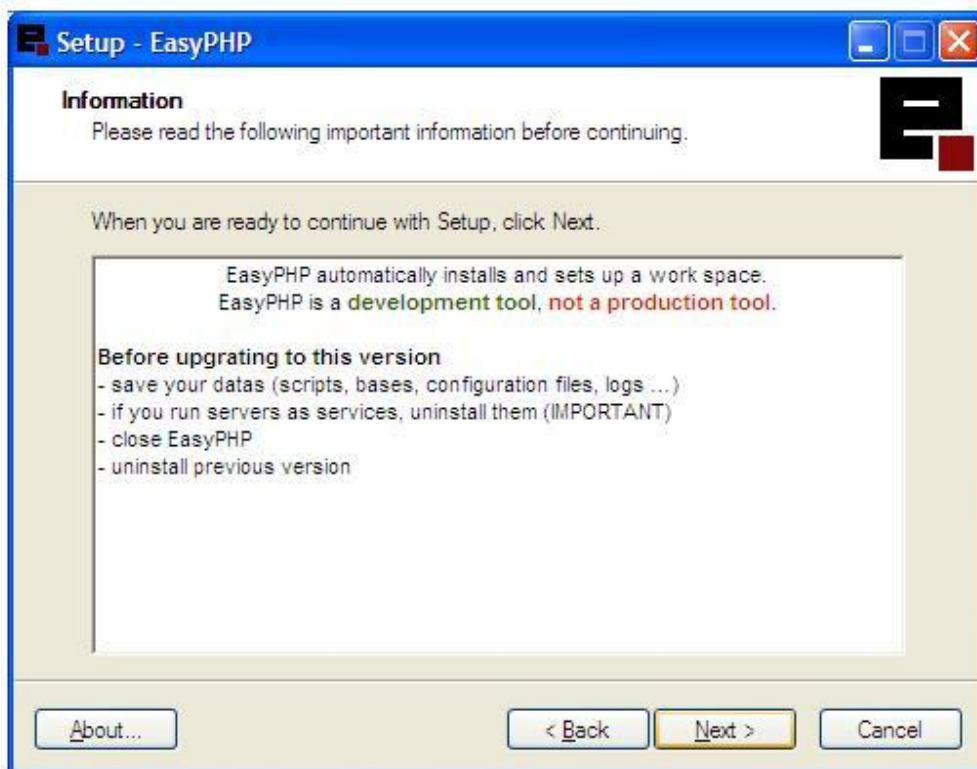 Setup - EasyPHP
Information
Please read the following important information before continuing.
When you are ready to continue with Setup, click Next.
EasyPHP automatically installs and sets up a work space.
EasyPHP is a development tool, not a production tool.
Before upgrating to this version
- save your datas (scripts, bases, configuration files, logs ...)
- if you run servers as services, uninstall them (IMPORTANT)
- close EasyPHP
- uninstall previous version
About...
< Back
Next >
Cancel